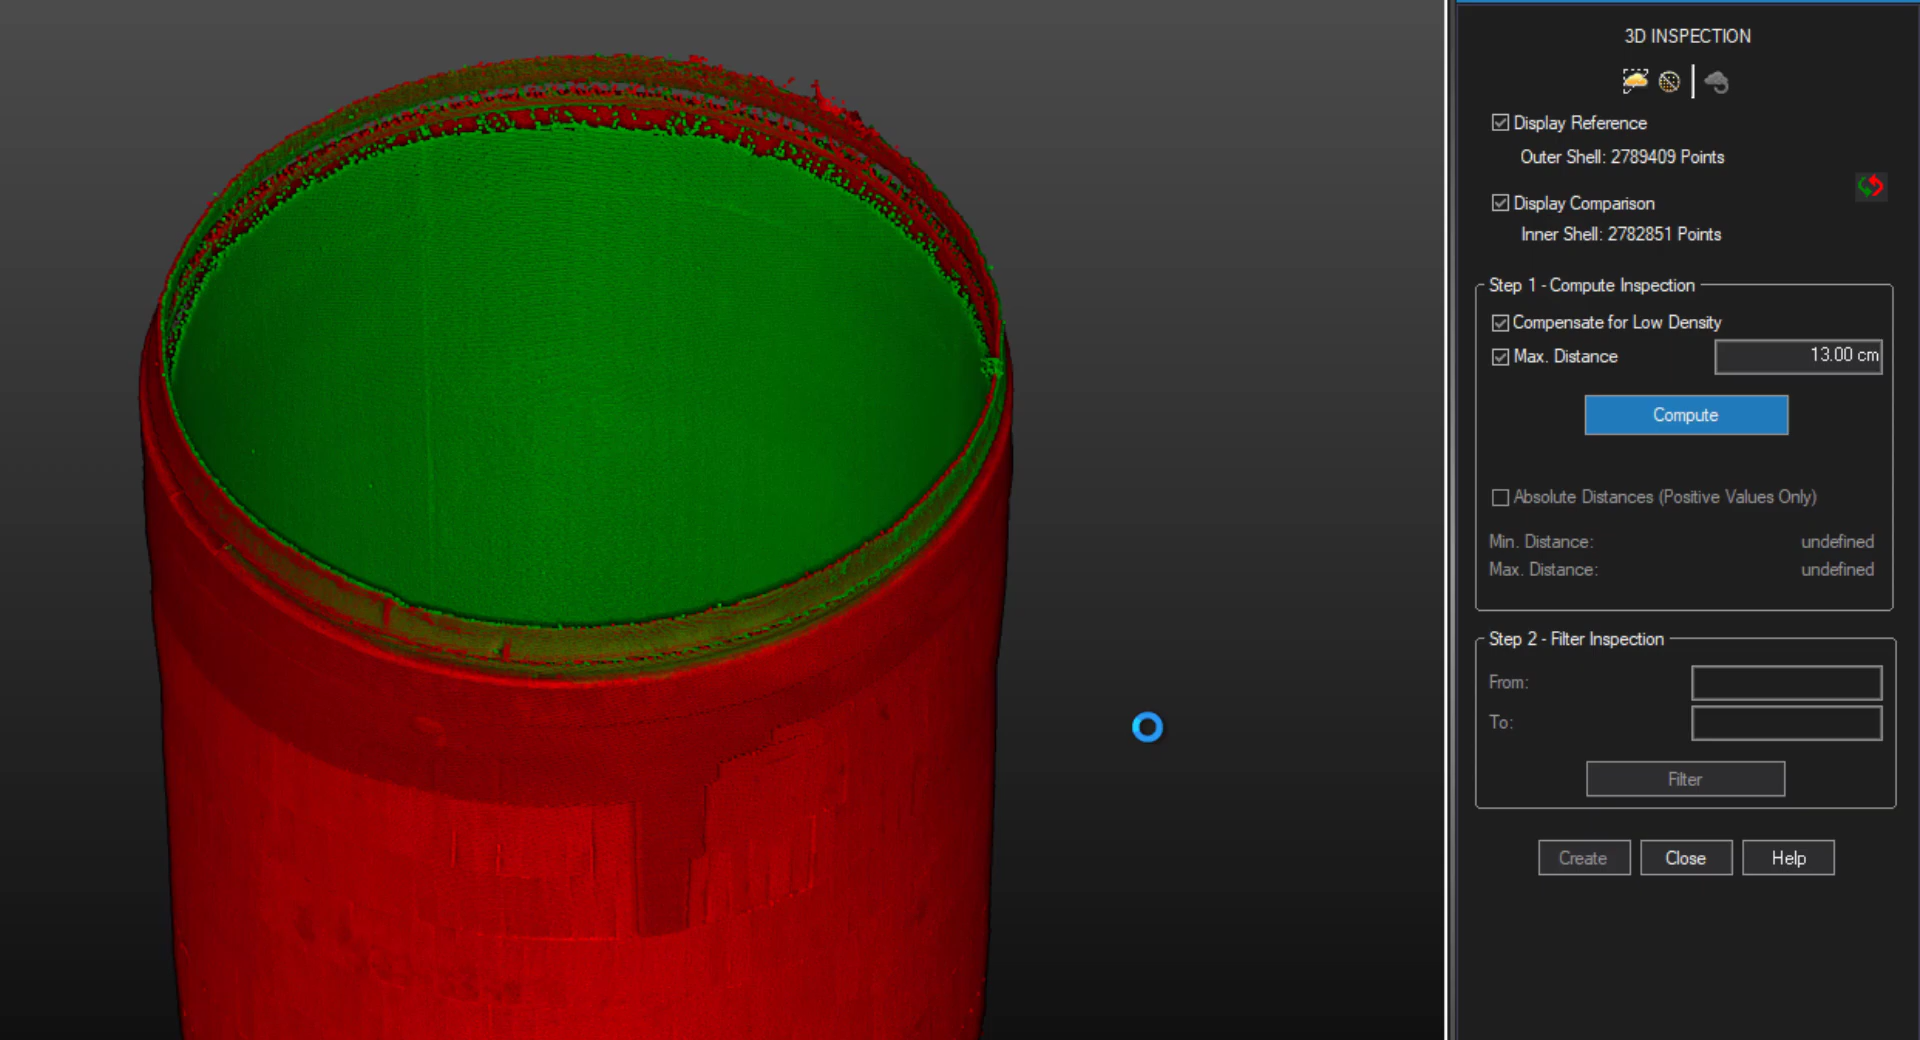 3D INSPECTION
Display Reference
Outer Shell: 2789409 Points
Display Comparison
Inner Shell: 2782851 Points
Step 1 - Compute Inspection
Compensate for Low Density
Max. Distance 13.00 cm
Compute
Absolute Distances (Positive Values Only)
Min. Distance: undefined
Max. Distance: undefined
Step 2 - Filter Inspection
From:
To:
Filter
Create Close Help